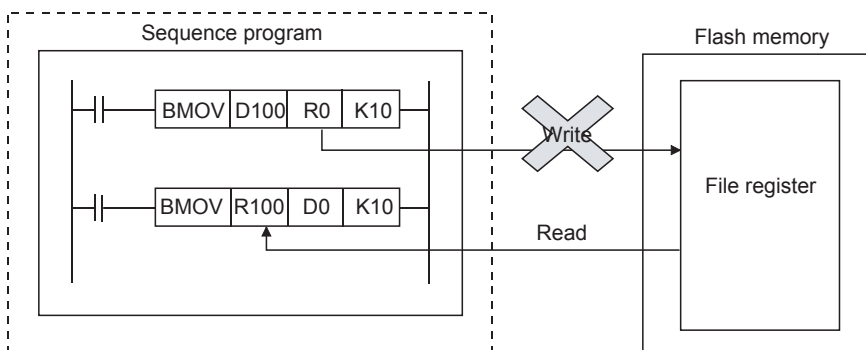 Sequence program
Flash memory
BMOV D100 R0 K10
Write
File register
BMOV R100 D0 K10
Read